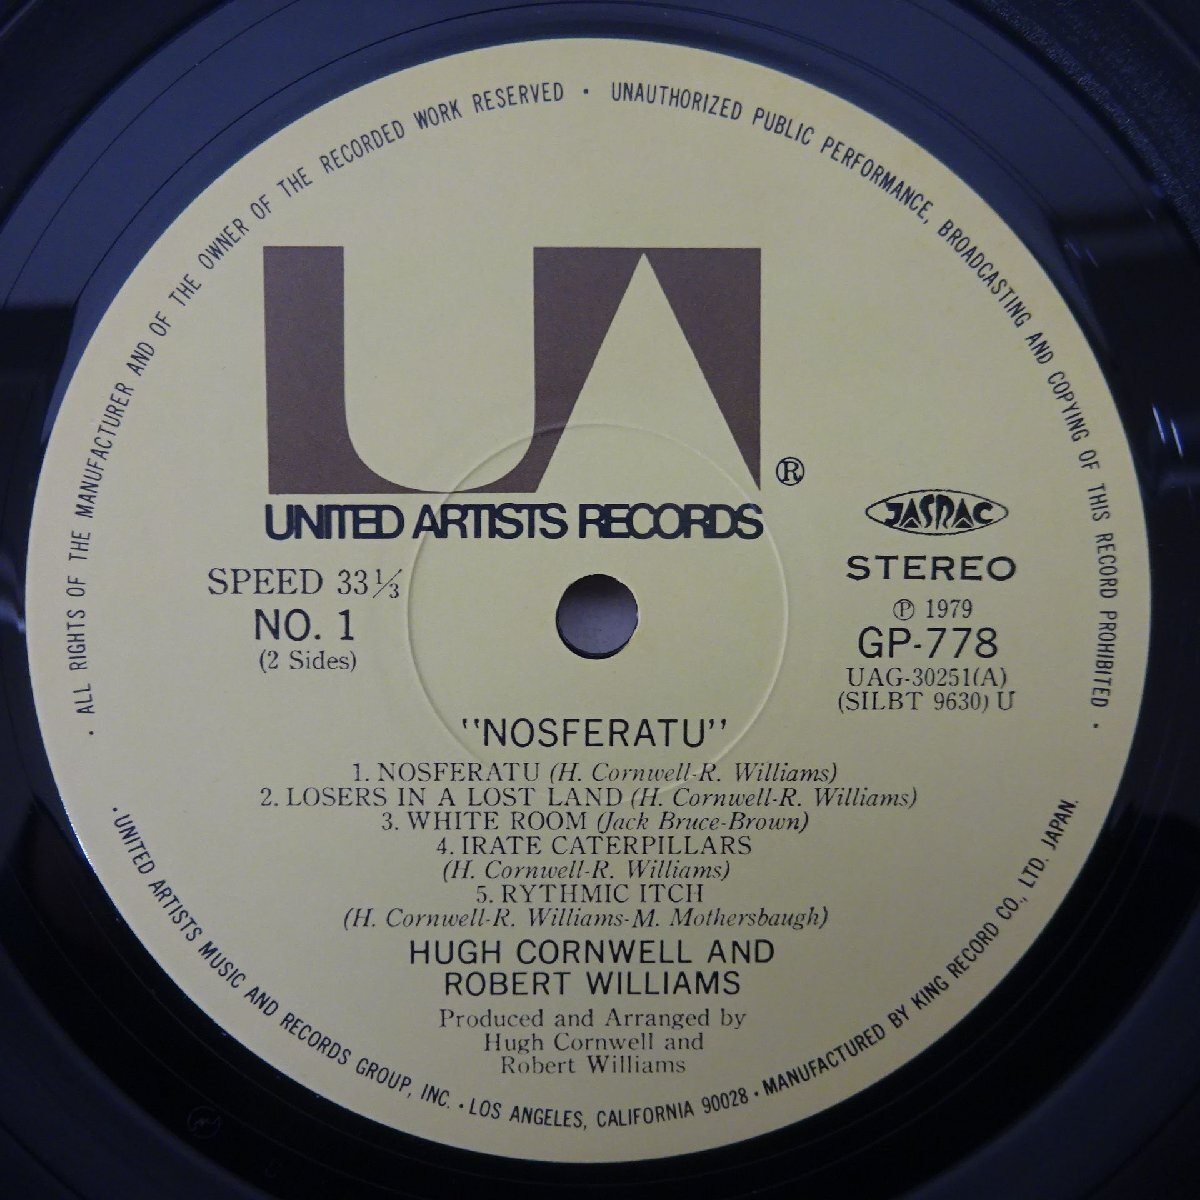 · ALL RIGHTS OF THE MANUFACTURER AND OF THE OWNER OF THE RECORDED WORK RESERVED · UNAUTHORIZED PUBLIC PERFORMANCE, BROADCASTING AND COPYING OF THIS RECORD PROHIBITED ·
UA ®
UNITED ARTISTS RECORDS
JASRAC
SPEED 33⅓
NO. 1
(2 Sides)
STEREO
℗ 1979
GP-778
UAG-30251(A)
(SILBT 9630) U
"NOSFERATU"
1. NOSFERATU (H. Cornwell-R. Williams)
2. LOSERS IN A LOST LAND (H. Cornwell-R. Williams)
3. WHITE ROOM (Jack Bruce-Brown)
4. IRATE CATERPILLARS
(H. Cornwell-R. Williams)
5. RYTHMIC ITCH
(H. Cornwell-R. Williams-M. Mothersbaugh)
HUGH CORNWELL AND
ROBERT WILLIAMS
Produced and Arranged by
Hugh Cornwell and
Robert Williams
· UNITED ARTISTS MUSIC AND RECORDS GROUP, INC. · LOS ANGELES, CALIFORNIA 90028 · MANUFACTURED BY KING RECORD CO., LTD. JAPAN.